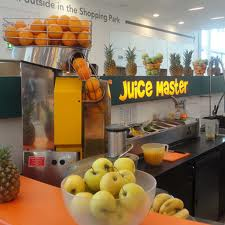 outside in the Shopping Park
Juice Master